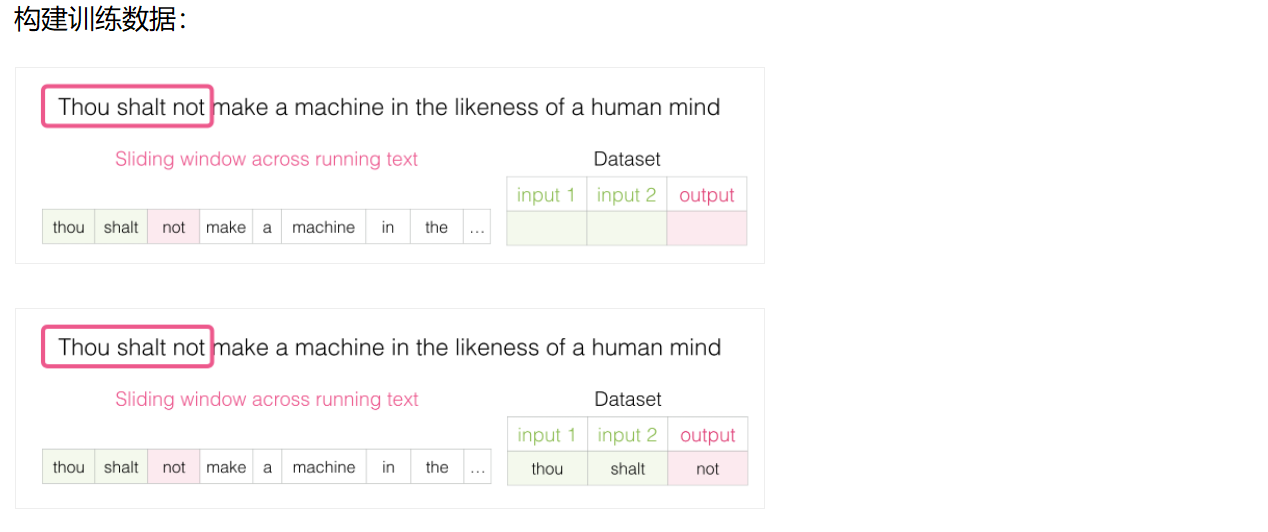 构建训练数据：
Thou shalt not make a machine in the likeness of a human mind
Sliding window across running text
Dataset
input 1 input 2 output
thou shalt not make a machine in the ...
Thou shalt not make a machine in the likeness of a human mind
Sliding window across running text
Dataset
input 1 input 2 output
thou shalt not make a machine in the ...
thou shalt not